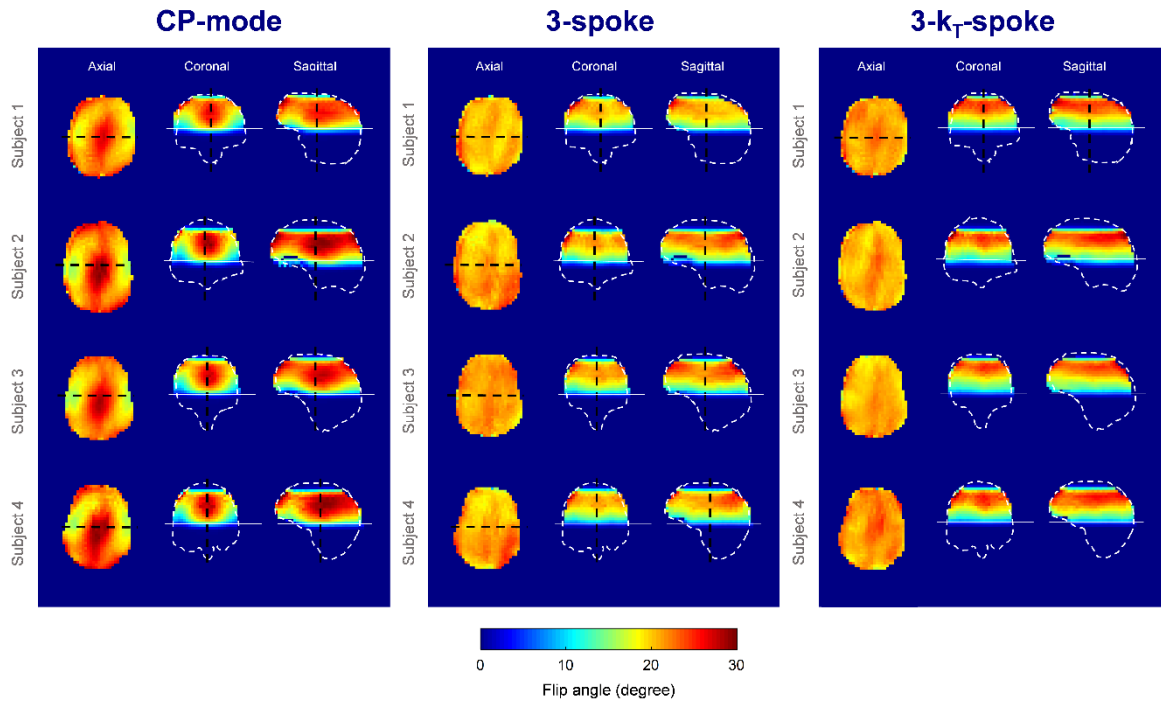 CP-mode
Axial Coronal Saoittal
Subject 1
Subject 2
Subject 3
Subject 4
3-spoke
Axial Coronal Sagittal
Subject 1
Subject 2
Subject 3
Subject 4
3-kT-spoke
Axial Coronal Sagittal
Subject 1
Subject 2
Subject 3
Subject 4
0 10 20 30
Flip angle (degree)